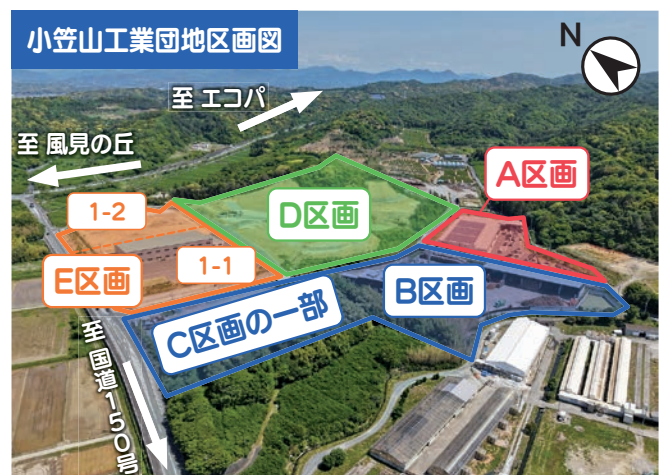 小笠山工業団地区画図
N
至 エコパ
至 風見の丘
A区画
1-2
D区画
1-1
E区画
B区画
C区画の一部
至 国道150号